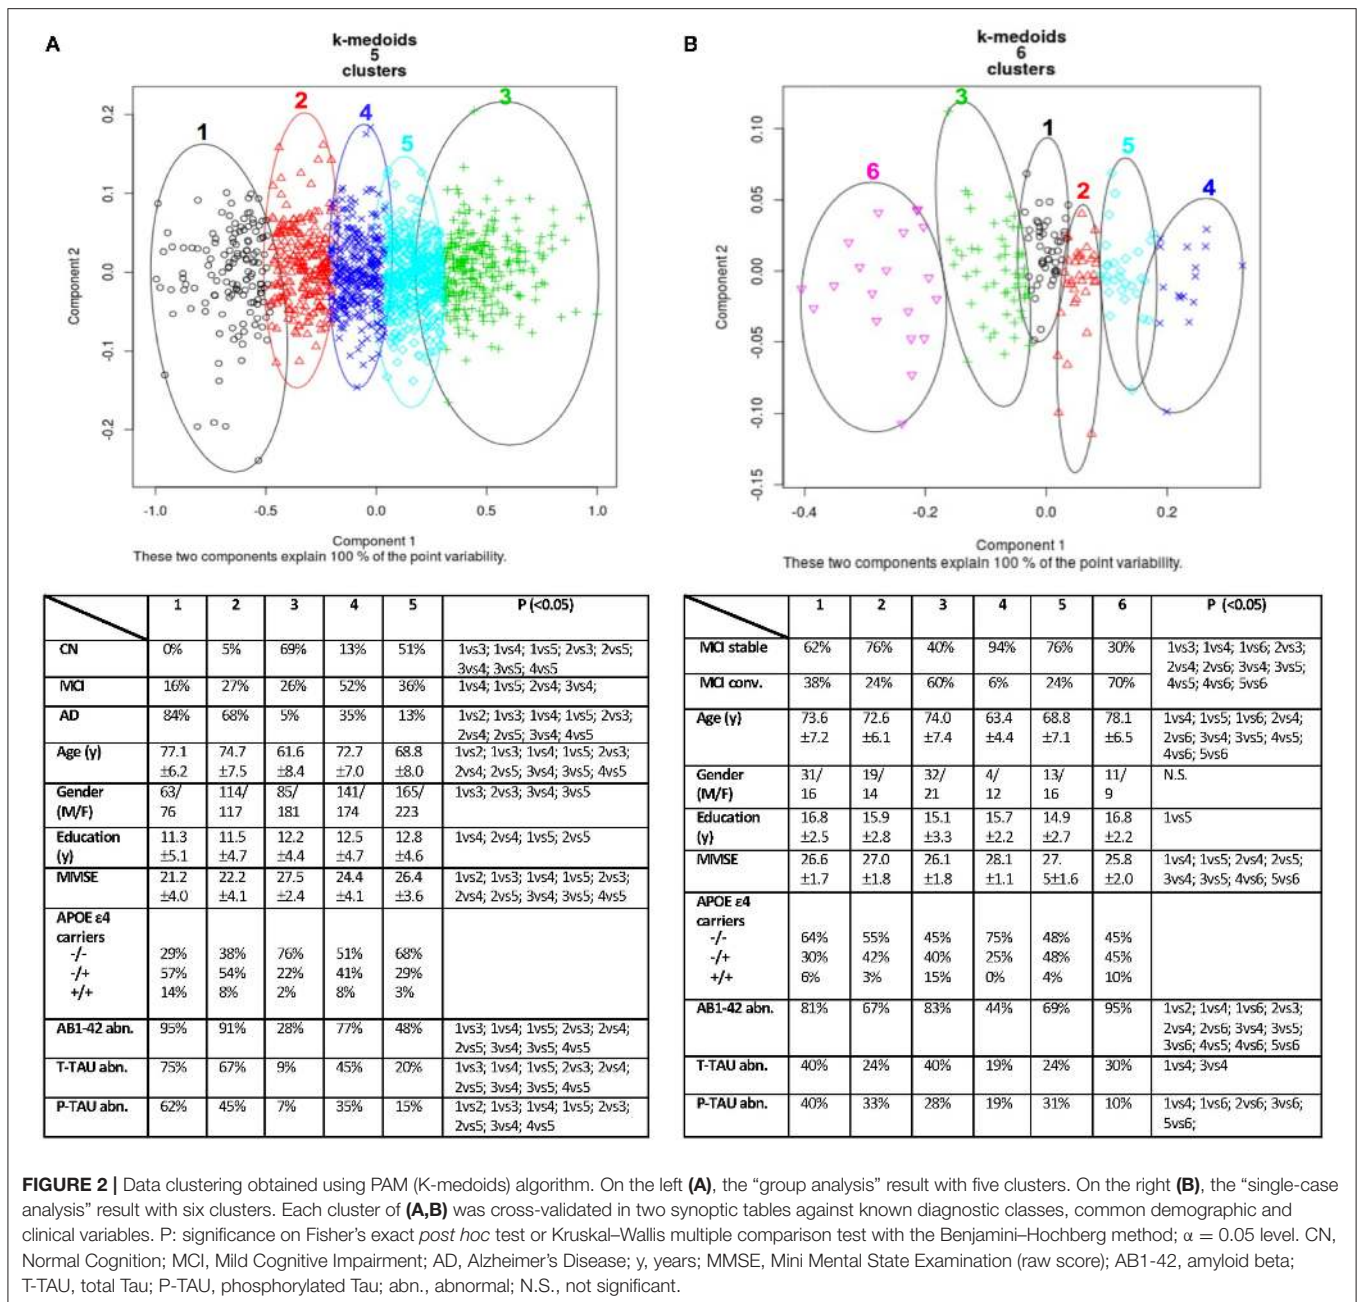 A
k-medoids
5
clusters
1
2
4
5
3
0.2
0.1
0.0
-0.1
-0.2
Component 2
-1.0 -0.5 0.0 0.5 1.0
Component 1
These two components explain 100 % of the point variability.
B
k-medoids
6
clusters
6
3
1
2
5
4
0.10
0.05
0.00
-0.05
-0.10
-0.15
Component 2
-0.4 -0.2 0.0 0.2
Component 1
These two components explain 100 % of the point variability.
1 2 3 4 5 P (<0.05)
CN 0% 5% 69% 13% 51% 1vs3; 1vs4; 1vs5; 2vs3; 2vs5;
3vs4; 3vs5; 4vs5
MCI 16% 27% 26% 52% 36% 1vs4; 1vs5; 2vs4; 3vs4;
AD 84% 68% 5% 35% 13% 1vs2; 1vs3; 1vs4; 1vs5; 2vs3;
2vs4; 2vs5; 3vs4; 4vs5
Age (y) 77.1 74.7 61.6 72.7 68.8 1vs2; 1vs3; 1vs4; 1vs5; 2vs3;
±6.2 ±7.5 ±8.4 ±7.0 ±8.0 2vs4; 2vs5; 3vs4; 3vs5; 4vs5
Gender 63/ 114/ 85/ 141/ 165/ 1vs3; 2vs3; 3vs4; 3vs5
(M/F) 76 117 181 174 223
Education 11.3 11.5 12.2 12.5 12.8 1vs4; 2vs4; 1vs5; 2vs5
(y) ±5.1 ±4.7 ±4.4 ±4.7 ±4.6
MMSE 21.2 22.2 27.5 24.4 26.4 1vs2; 1vs3; 1vs4; 1vs5; 2vs3;
±4.0 ±4.1 ±2.4 ±4.1 ±3.6 2vs4; 2vs5; 3vs4; 3vs5; 4vs5
APOE ε4
carriers
-/- 29% 38% 76% 51% 68%
-/+ 57% 54% 22% 41% 29%
+/+ 14% 8% 2% 8% 3%
AB1-42 abn. 95% 91% 28% 77% 48% 1vs3; 1vs4; 1vs5; 2vs3; 2vs4;
2vs5; 3vs4; 3vs5; 4vs5
T-TAU abn. 75% 67% 9% 45% 20% 1vs3; 1vs4; 1vs5; 2vs3; 2vs4;
2vs5; 3vs4; 3vs5; 4vs5
P-TAU abn. 62% 45% 7% 35% 15% 1vs2; 1vs3; 1vs4; 1vs5; 2vs3;
2vs5; 3vs4; 4vs5
1 2 3 4 5 6 P (<0.05)
MCI stable 62% 76% 40% 94% 76% 30% 1vs3; 1vs4; 1vs6; 2vs3;
2vs4; 2vs6; 3vs4; 3vs5;
MCI conv. 38% 24% 60% 6% 24% 70% 4vs5; 4vs6; 5vs6
Age (y) 73.6 72.6 74.0 63.4 68.8 78.1 1vs4; 1vs5; 1vs6; 2vs4;
±7.2 ±6.1 ±7.4 ±4.4 ±7.1 ±6.5 2vs6; 3vs4; 3vs5; 4vs5;
4vs6; 5vs6
Gender 31/ 19/ 32/ 4/ 13/ 11/ N.S.
(M/F) 16 14 21 12 16 9
Education 16.8 15.9 15.1 15.7 14.9 16.8 1vs5
(y) ±2.5 ±2.8 ±3.3 ±2.2 ±2.7 ±2.2
MMSE 26.6 27.0 26.1 28.1 27. 25.8 1vs4; 1vs5; 2vs4; 2vs5;
±1.7 ±1.8 ±1.8 ±1.1 5±1.6 ±2.0 3vs4; 3vs5; 4vs6; 5vs6
APOE ε4
carriers
-/- 64% 55% 45% 75% 48% 45%
-/+ 30% 42% 40% 25% 48% 45%
+/+ 6% 3% 15% 0% 4% 10%
AB1-42 abn. 81% 67% 83% 44% 69% 95% 1vs2; 1vs4; 1vs6; 2vs3;
2vs4; 2vs6; 3vs4; 3vs5;
3vs6; 4vs5; 4vs6; 5vs6
T-TAU abn. 40% 24% 40% 19% 24% 30% 1vs4; 3vs4
P-TAU abn. 40% 33% 28% 19% 31% 10% 1vs4; 1vs6; 2vs6; 3vs6;
5vs6;
FIGURE 2 | Data clustering obtained using PAM (K-medoids) algorithm. On the left (A), the “group analysis” result with five clusters. On the right (B), the “single-case
analysis” result with six clusters. Each cluster of (A,B) was cross-validated in two synoptic tables against known diagnostic classes, common demographic and
clinical variables. P: significance on Fisher’s exact post hoc test or Kruskal–Wallis multiple comparison test with the Benjamini–Hochberg method; α = 0.05 level. CN,
Normal Cognition; MCI, Mild Cognitive Impairment; AD, Alzheimer’s Disease; y, years; MMSE, Mini Mental State Examination (raw score); AB1-42, amyloid beta;
T-TAU, total Tau; P-TAU, phosphorylated Tau; abn., abnormal; N.S., not significant.